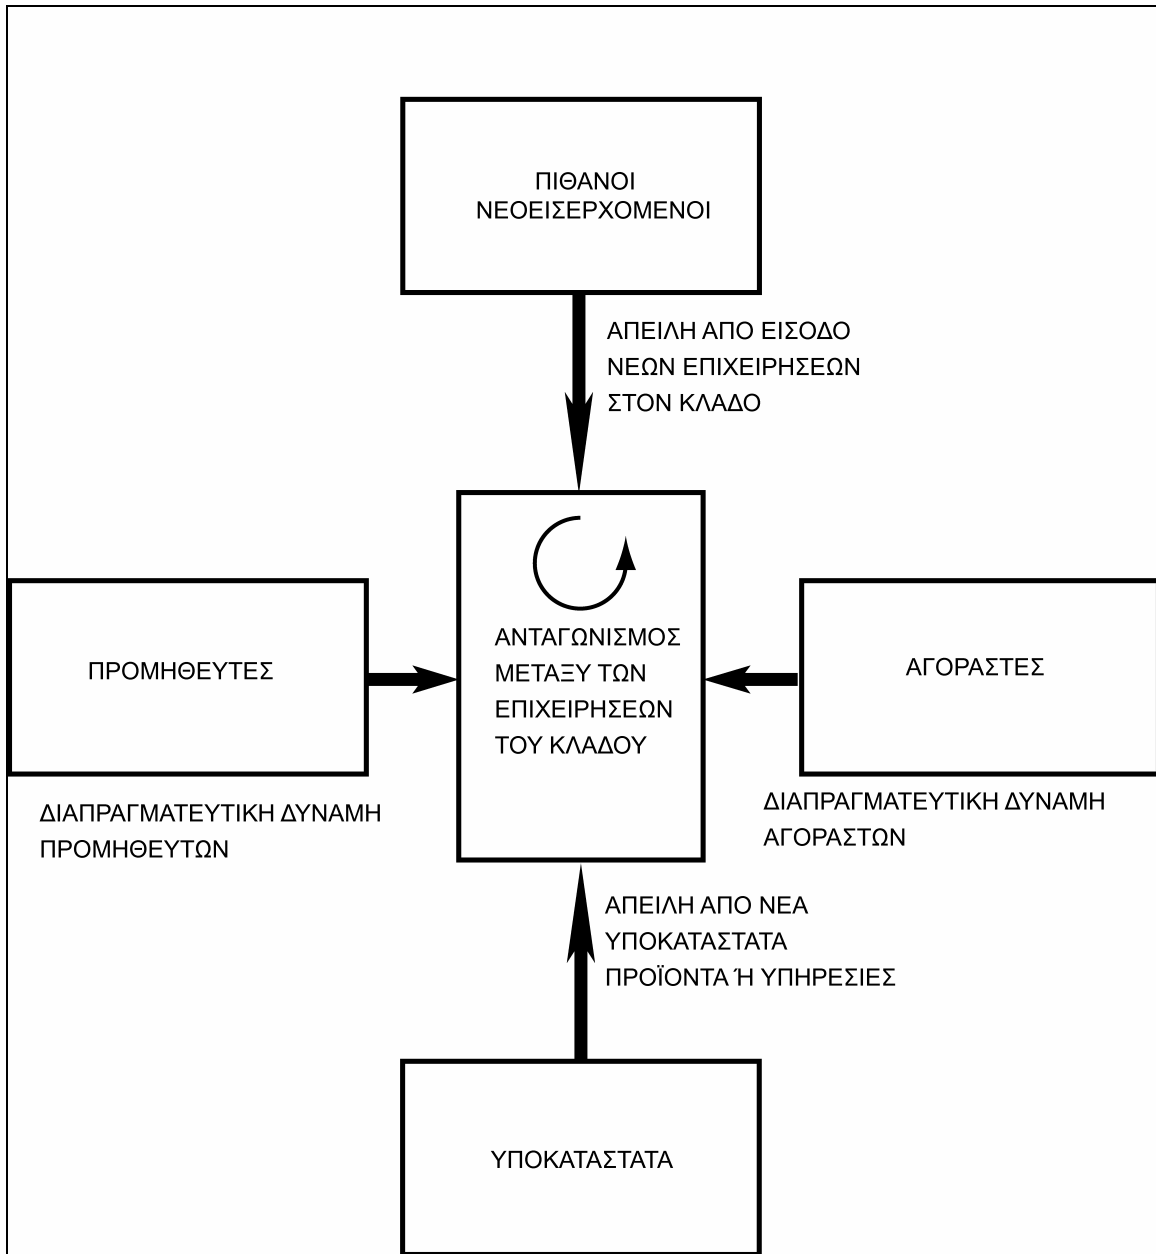 ΠΙΘΑΝΟΙ
ΝΕΟΕΙΣΕΡΧΟΜΕΝΟΙ
ΑΠΕΙΛΗ ΑΠΟ ΕΙΣΟΔΟ
ΝΕΩΝ ΕΠΙΧΕΙΡΗΣΕΩΝ
ΣΤΟΝ ΚΛΑΔΟ
ΠΡΟΜΗΘΕΥΤΕΣ
ΔΙΑΠΡΑΓΜΑΤΕΥΤΙΚΗ ΔΥΝΑΜΗ
ΠΡΟΜΗΘΕΥΤΩΝ
ΑΝΤΑΓΩΝΙΣΜΟΣ
ΜΕΤΑΞΥ ΤΩΝ
ΕΠΙΧΕΙΡΗΣΕΩΝ
ΤΟΥ ΚΛΑΔΟΥ
ΑΓΟΡΑΣΤΕΣ
ΔΙΑΠΡΑΓΜΑΤΕΥΤΙΚΗ ΔΥΝΑΜΗ
ΑΓΟΡΑΣΤΩΝ
ΑΠΕΙΛΗ ΑΠΟ ΝΕΑ
ΥΠΟΚΑΤΑΣΤΑΤΑ
ΠΡΟΪΟΝΤΑ Ή ΥΠΗΡΕΣΙΕΣ
ΥΠΟΚΑΤΑΣΤΑΤΑ